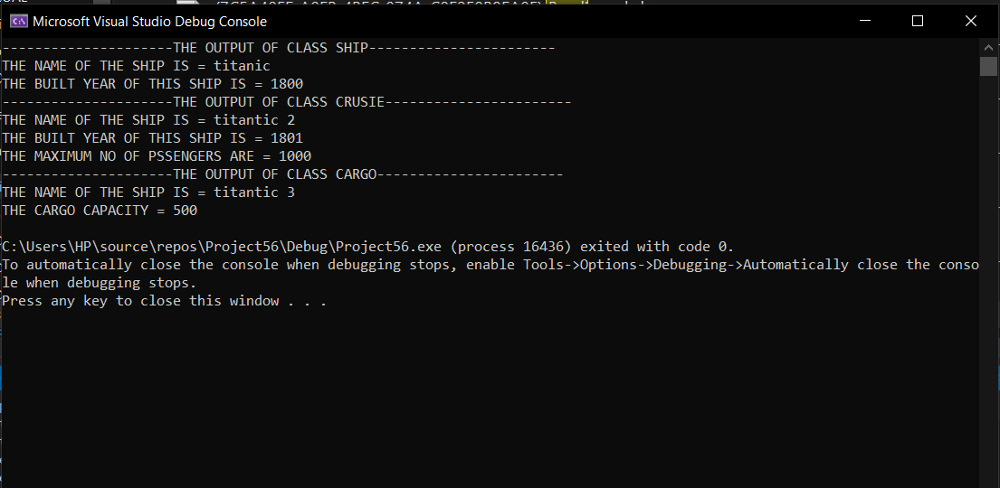 Microsoft Visual Studio Debug Console
---------------------THE OUTPUT OF CLASS SHIP-----------------------
THE NAME OF THE SHIP IS = titanic
THE BUILT YEAR OF THIS SHIP IS = 1800
---------------------THE OUTPUT OF CLASS CRUSIE-----------------------
THE NAME OF THE SHIP IS = titantic 2
THE BUILT YEAR OF THIS SHIP IS = 1801
THE MAXIMUM NO OF PSSENGERS ARE = 1000
---------------------THE OUTPUT OF CLASS CARGO-----------------------
THE NAME OF THE SHIP IS = titantic 3
THE CARGO CAPACITY = 500
C:\Users\HP\source\repos\Project56\Debug\Project56.exe (process 16436) exited with code 0.
To automatically close the console when debugging stops, enable Tools->Options->Debugging->Automatically close the conso
le when debugging stops.
Press any key to close this window . . .